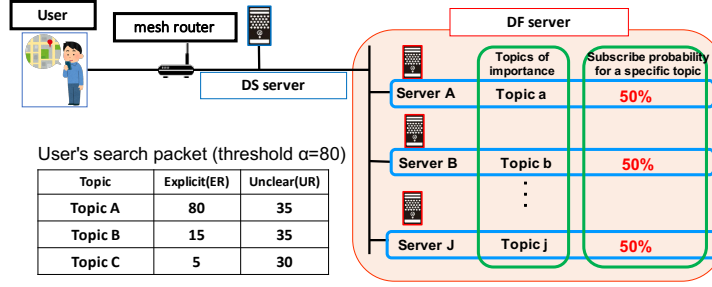 User
mesh router
DS server
DF server
Topics of
importance
Subscribe probability
for a specific topic
Server A Topic a 50%
Server B Topic b 50%
Server J Topic j 50%
User's search packet (threshold α=80)
Topic Explicit(ER) Unclear(UR)
Topic A 80 35
Topic B 15 35
Topic C 5 30